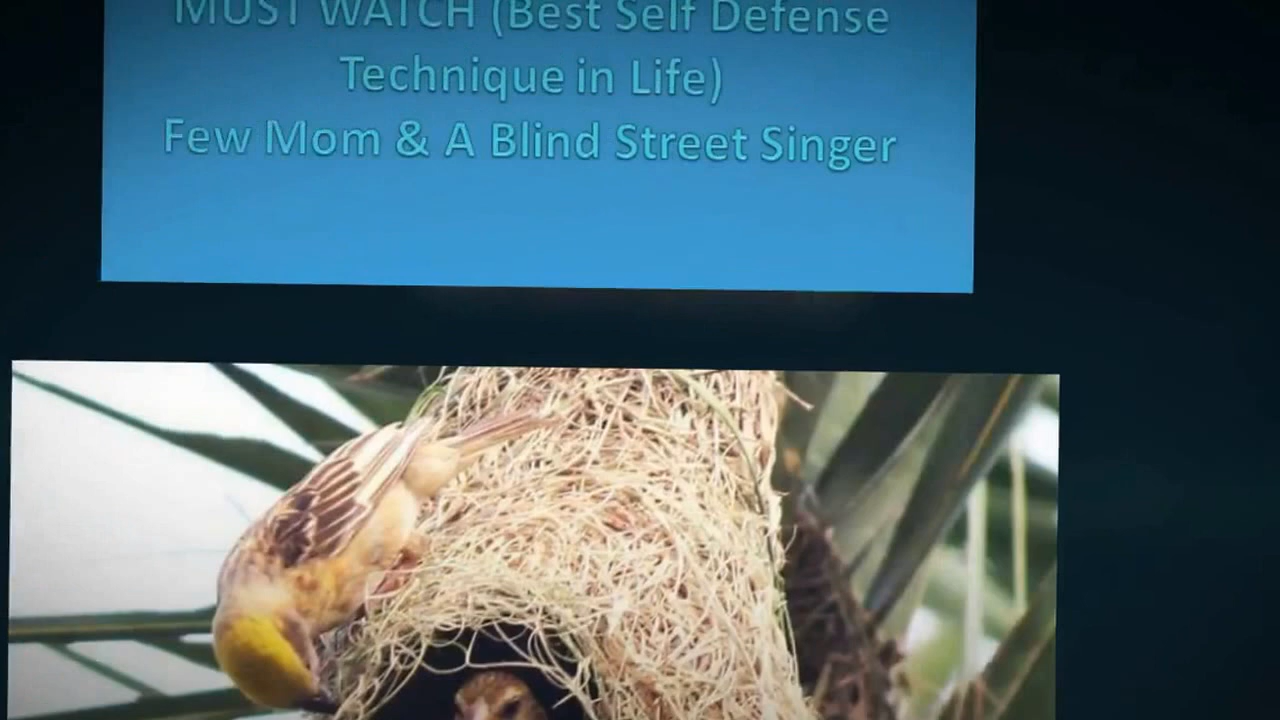 MUST WATCH (Best Self Defense
Technique in Life)
Few Mom & A Blind Street Singer